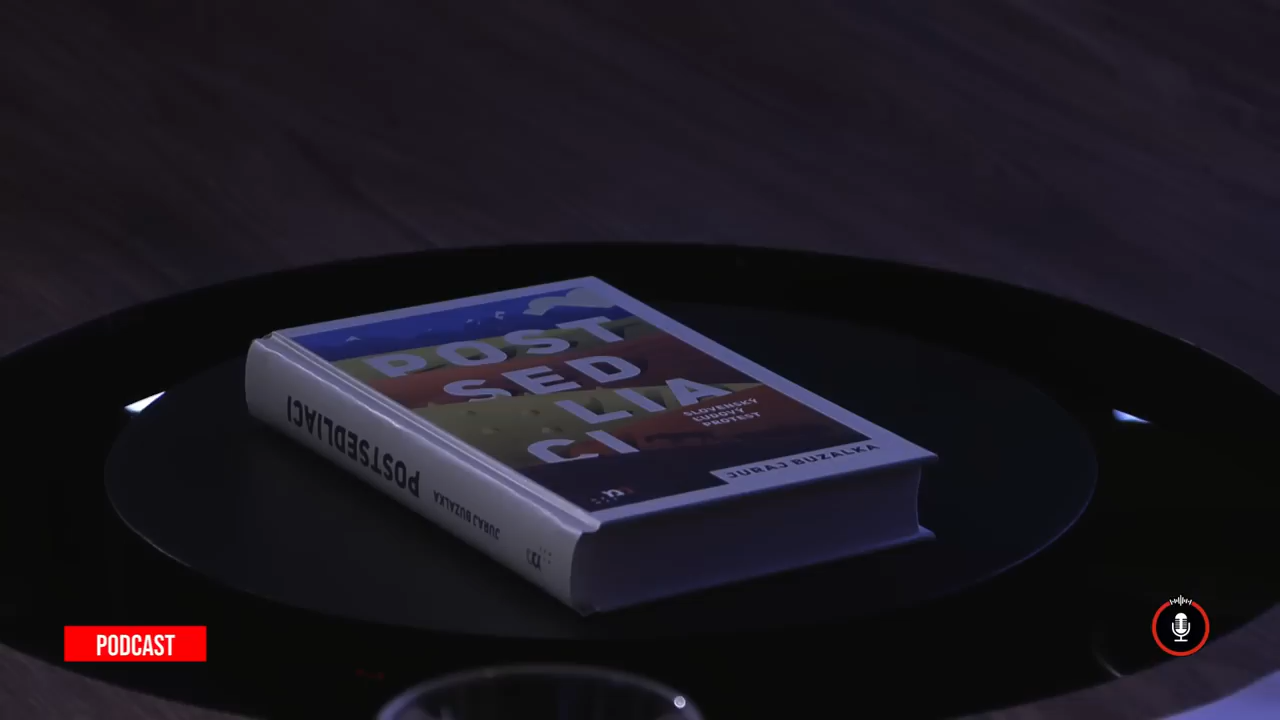 POST
SED
LIA
CI
SLOVENSKÝ
ĽUDOVÝ
PROTEST
JURAJ BUZALKA
POSTSEDLIACI
JURAJ BUZALKA
PODCAST